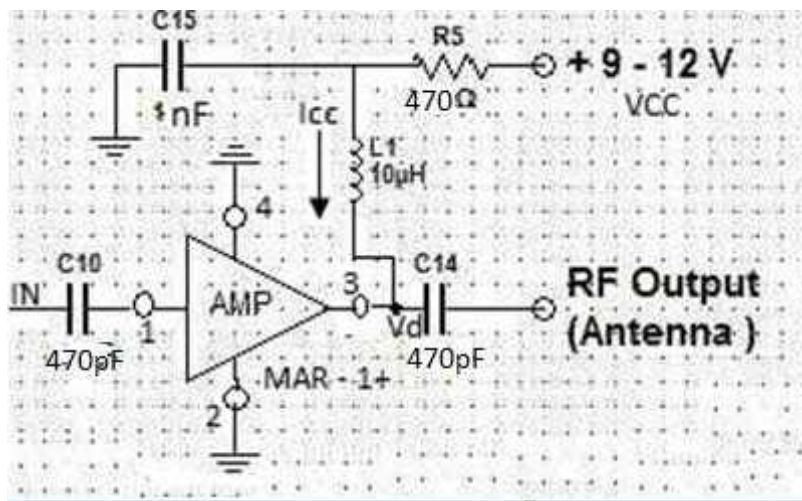 C15
R5
+ 9 - 12 V
470Ω
VCC
nF
Icc
L1
10µH
4
C10
C14
3
RF Output
(Antenna )
IN
AMP
1
Vd
470pF
470pF
MAR - 1+
2